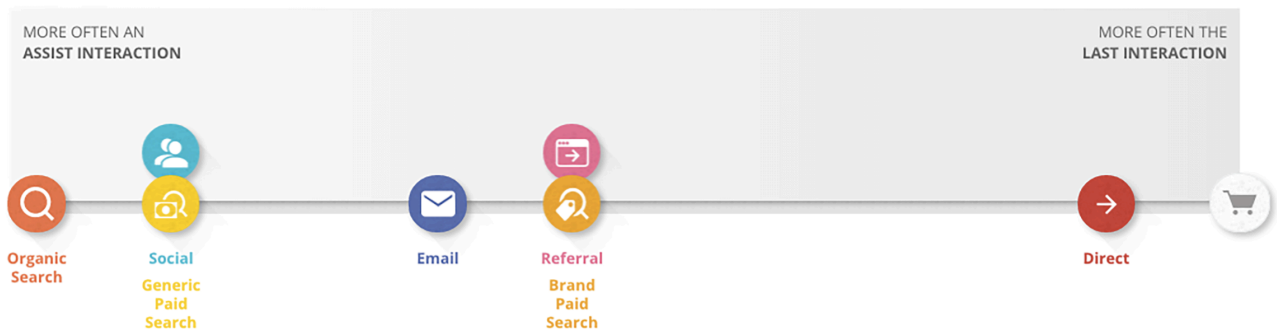 MORE OFTEN AN
ASSIST INTERACTION
MORE OFTEN THE
LAST INTERACTION
Organic
Search
Social
Generic
Paid
Search
Email
Referral
Brand
Paid
Search
Direct